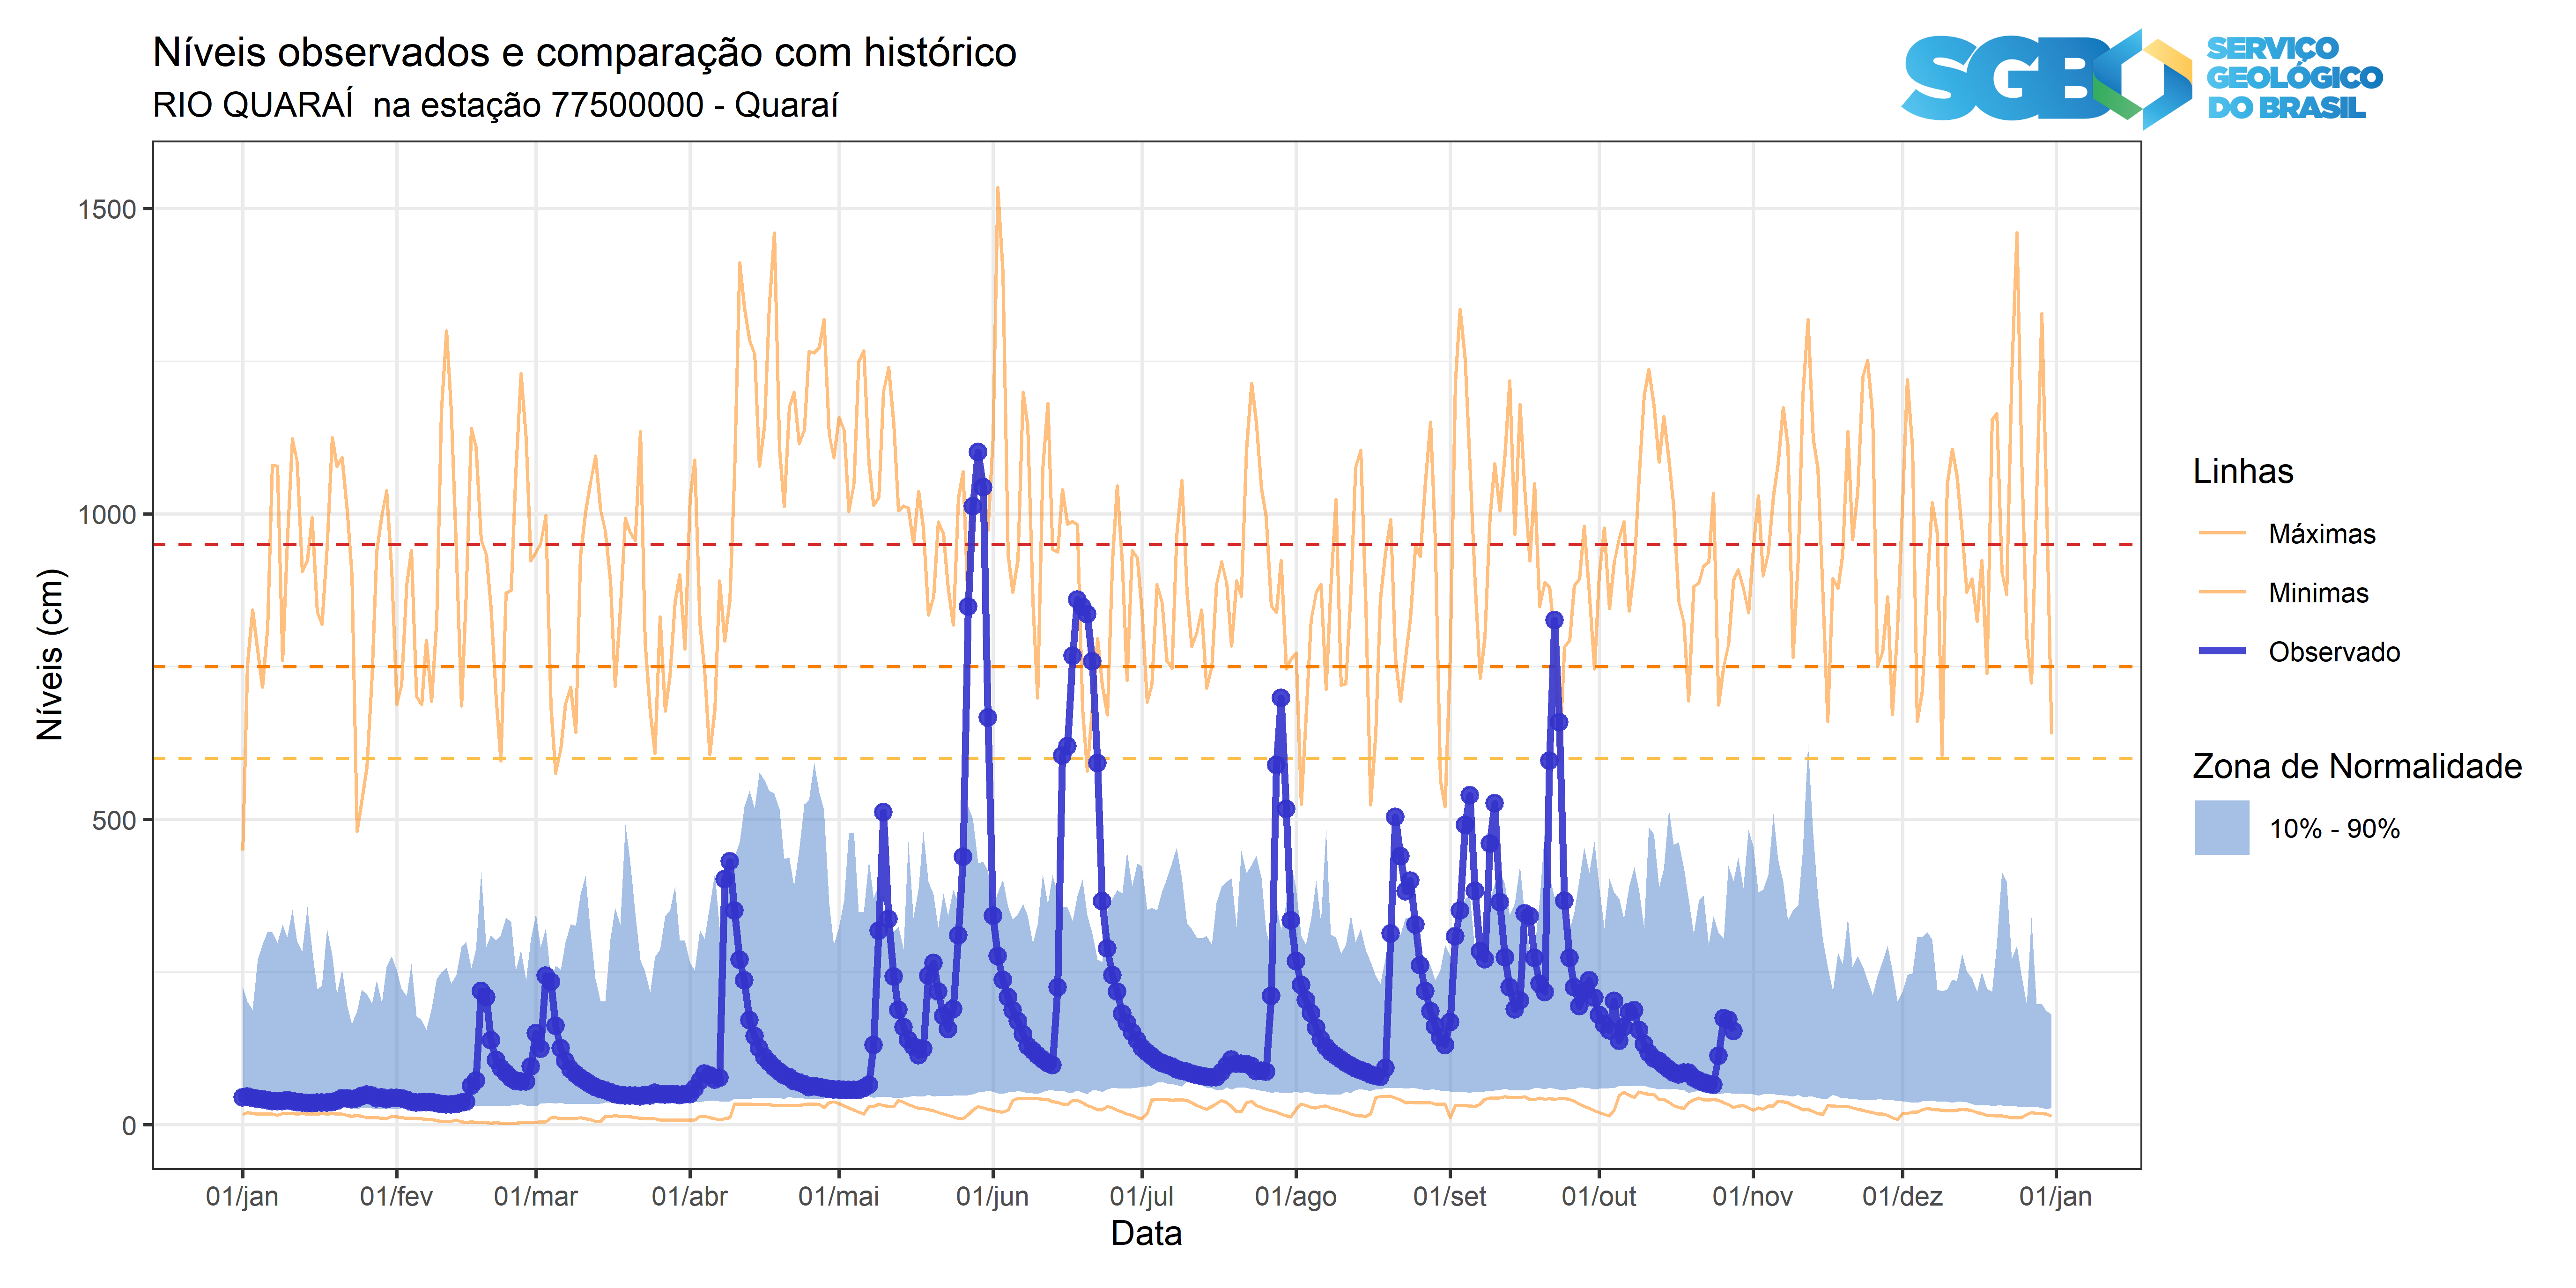 Níveis observados e comparação com histórico
RIO QUARAÍ  na estação 77500000 - Quaraí
SGB
SERVIÇO
GEOLÓGICO
DO BRASIL
Níveis (cm)
1500
1000
500
0
01/jan
01/fev
01/mar
01/abr
01/mai
01/jun
01/jul
01/ago
01/set
01/out
01/nov
01/dez
01/jan
Data
Linhas
Máximas
Minimas
Observado
Zona de Normalidade
10% - 90%